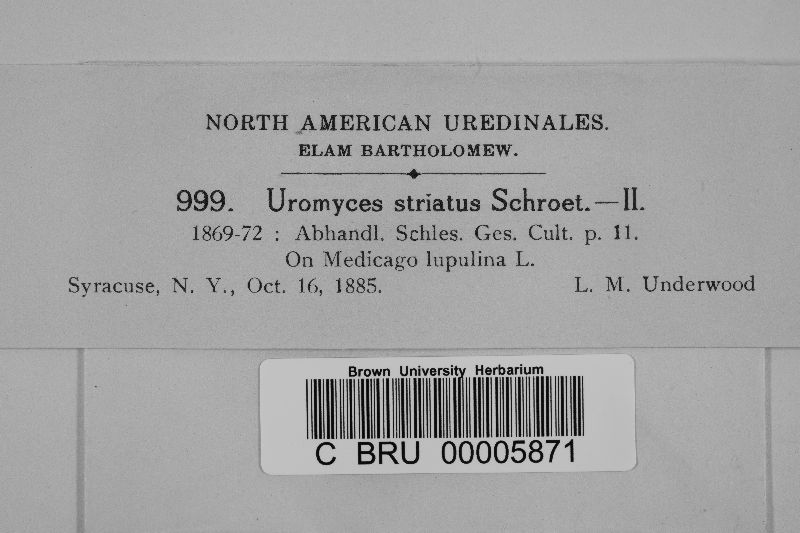 NORTH AMERICAN UREDINALES.
ELAM BARTHOLOMEW.
999. Uromyces striatus Schroet.—II.
1869-72 : Abhandl. Schles. Ges. Cult. p. 11.
On Medicago lupulina L.
Syracuse, N. Y., Oct. 16, 1885. L. M. Underwood
Brown University Herbarium
C BRU 00005871